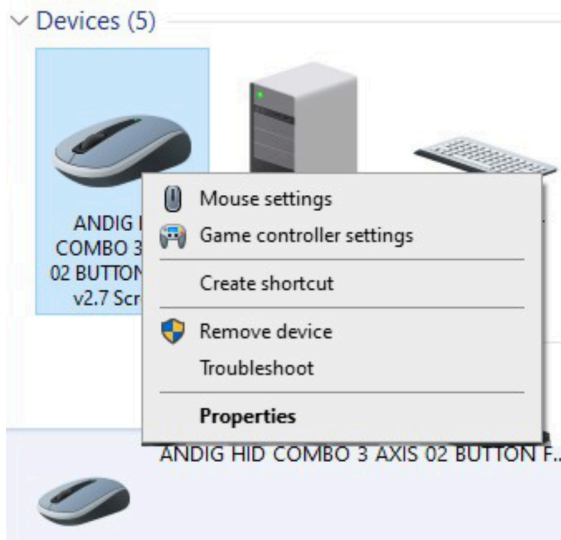 Devices (5)
ANDIG
COMBO 3
02 BUTTON
v2.7 Scr
Mouse settings
Game controller settings
Create shortcut
Remove device
Troubleshoot
Properties
ANDIG HID COMBO 3 AXIS 02 BUTTON F..